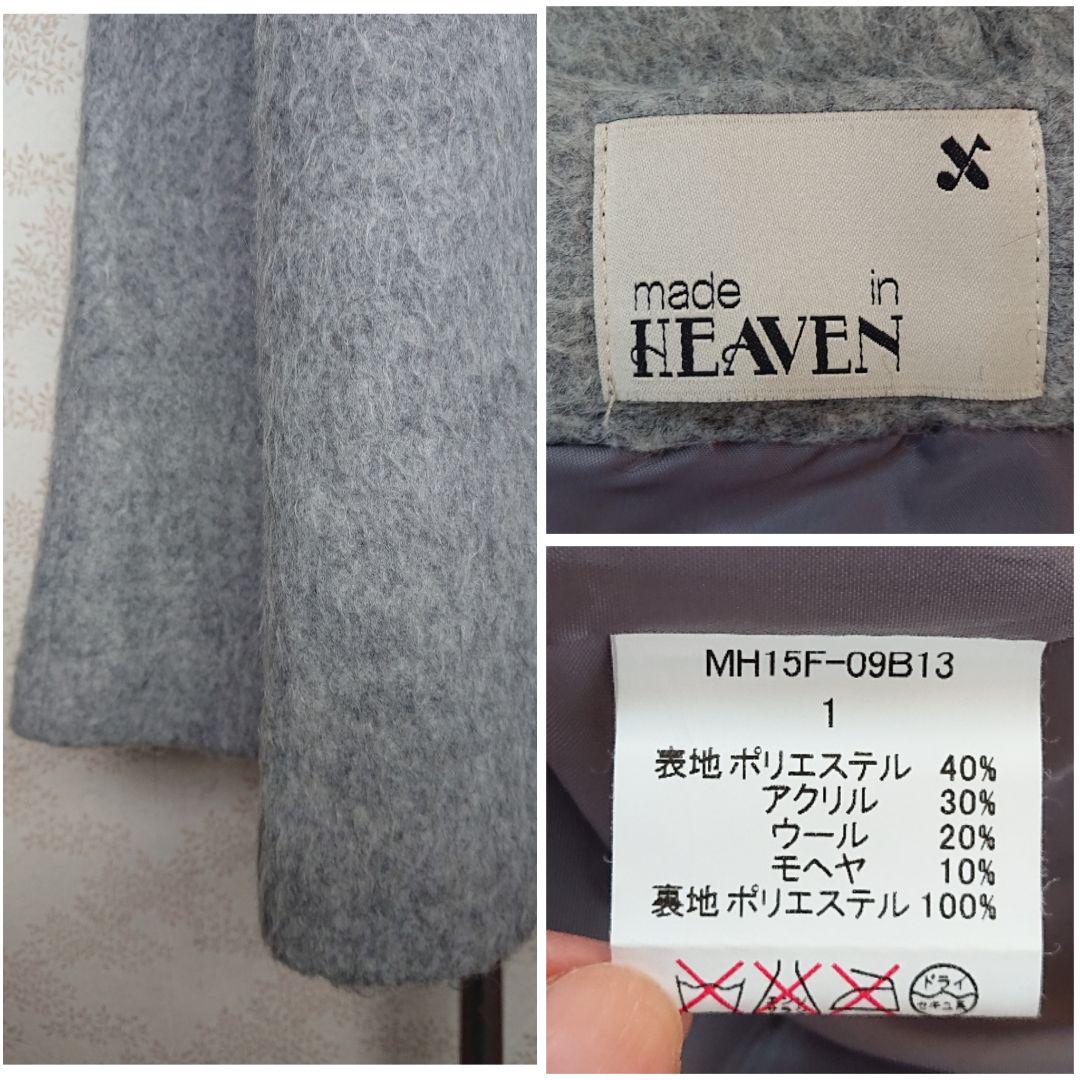 made in
HEAVEN
MH15F-09B13
1
表地 ポリエステル 40%
アクリル 30%
ウール 20%
モヘヤ 10%
裏地 ポリエステル 100%
ドライ
セキユ系